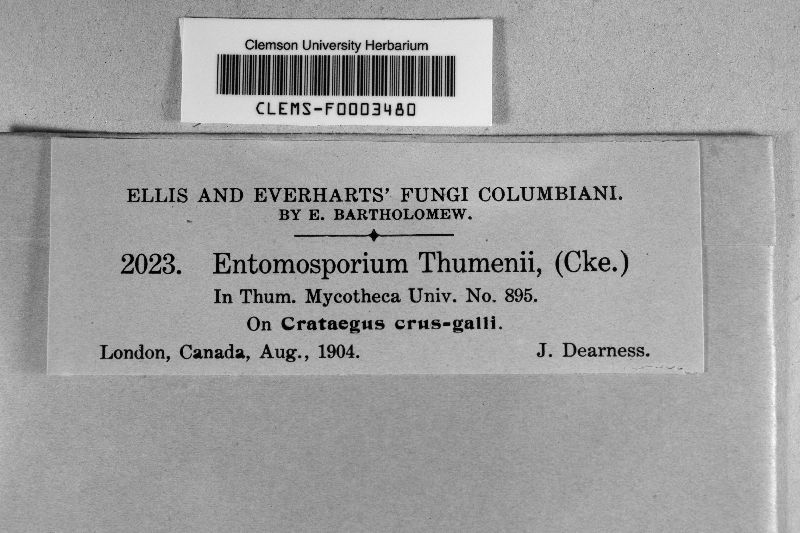 Clemson University Herbarium
CLEMS-F0003480
ELLIS AND EVERHARTS' FUNGI COLUMBIANI.
BY E. BARTHOLOMEW.
2023. Entomosporium Thumenii, (Cke.)
In Thum. Mycotheca Univ. No. 895.
On Crataegus crus-galli.
London, Canada, Aug., 1904. J. Dearness.